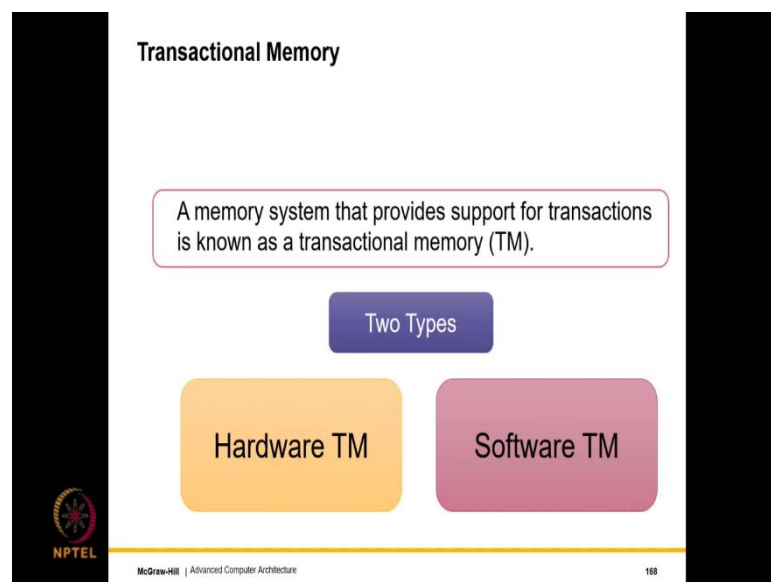 Transactional Memory
A memory system that provides support for transactions
is known as a transactional memory (TM).
Two Types
Hardware TM
Software TM
NPTEL
McGraw-Hill | Advanced Computer Architecture
168